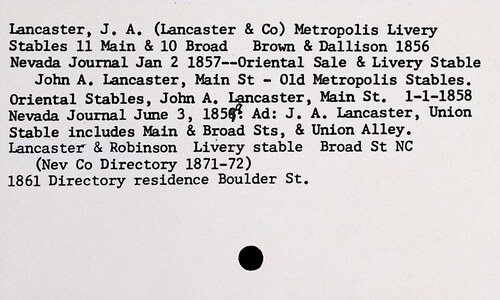 Lancaster, J. A. (Lancaster & Co) Metropolis Livery
Stables 11 Main & 10 Broad Brown & Dallison 1856
Nevada Journal Jan 2 1857--Oriental Sale & Livery Stable
John A. Lancaster, Main St - Old Metropolis Stables.
Oriental Stables, John A. Lancaster, Main St. 1-1-1858
Nevada Journal June 3, 1859: Ad: J. A. Lancaster, Union
Stable includes Main & Broad Sts, & Union Alley.
Lancaster & Robinson Livery stable Broad St NC
(Nev Co Directory 1871-72)
1861 Directory residence Boulder St.